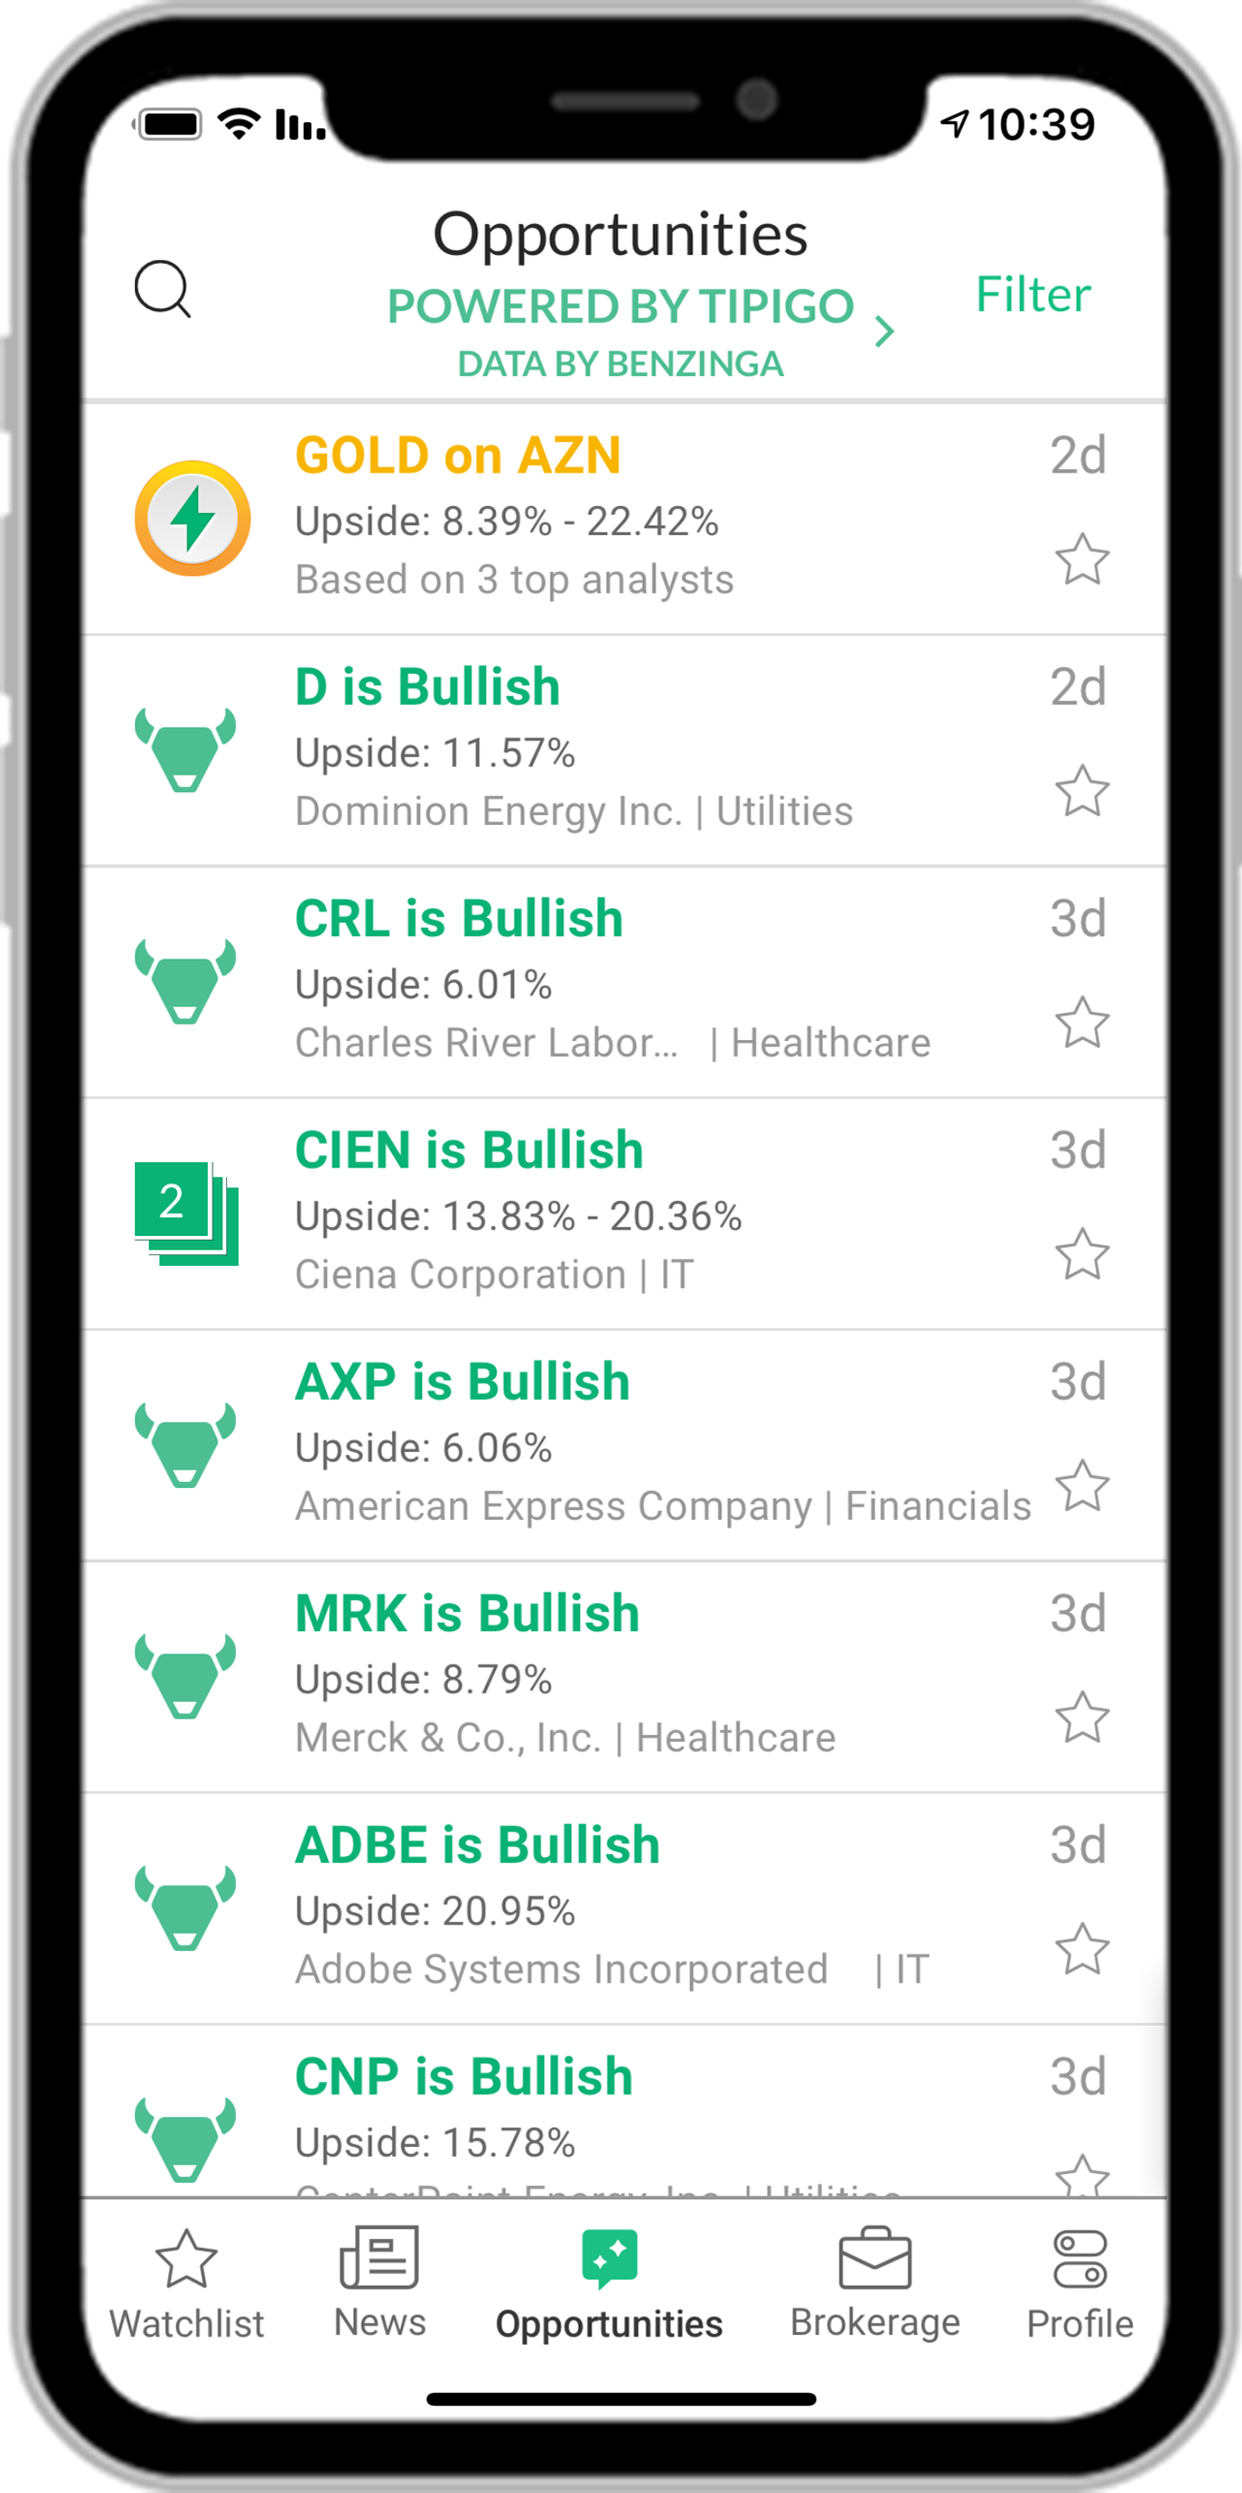 10:39
Opportunities
POWERED BY TIPIGO
Filter
DATA BY BENZINGA
GOLD on AZN
2d
Upside: 8.39% - 22.42%
Based on 3 top analysts
D is Bullish
2d
Upside: 11.57%
Dominion Energy Inc. | Utilities
CRL is Bullish
3d
Upside: 6.01%
Charles River Labor... | Healthcare
CIEN is Bullish
3d
2
Upside: 13.83% - 20.36%
Ciena Corporation | IT
AXP is Bullish
3d
Upside: 6.06%
American Express Company | Financials
MRK is Bullish
3d
Upside: 8.79%
Merck & Co., Inc. | Healthcare
ADBE is Bullish
3d
Upside: 20.95%
Adobe Systems Incorporated | IT
CNP is Bullish
3d
Upside: 15.78%
CenterPoint Energy, Inc. | Utilities
Watchlist
News
Opportunities
Brokerage
Profile